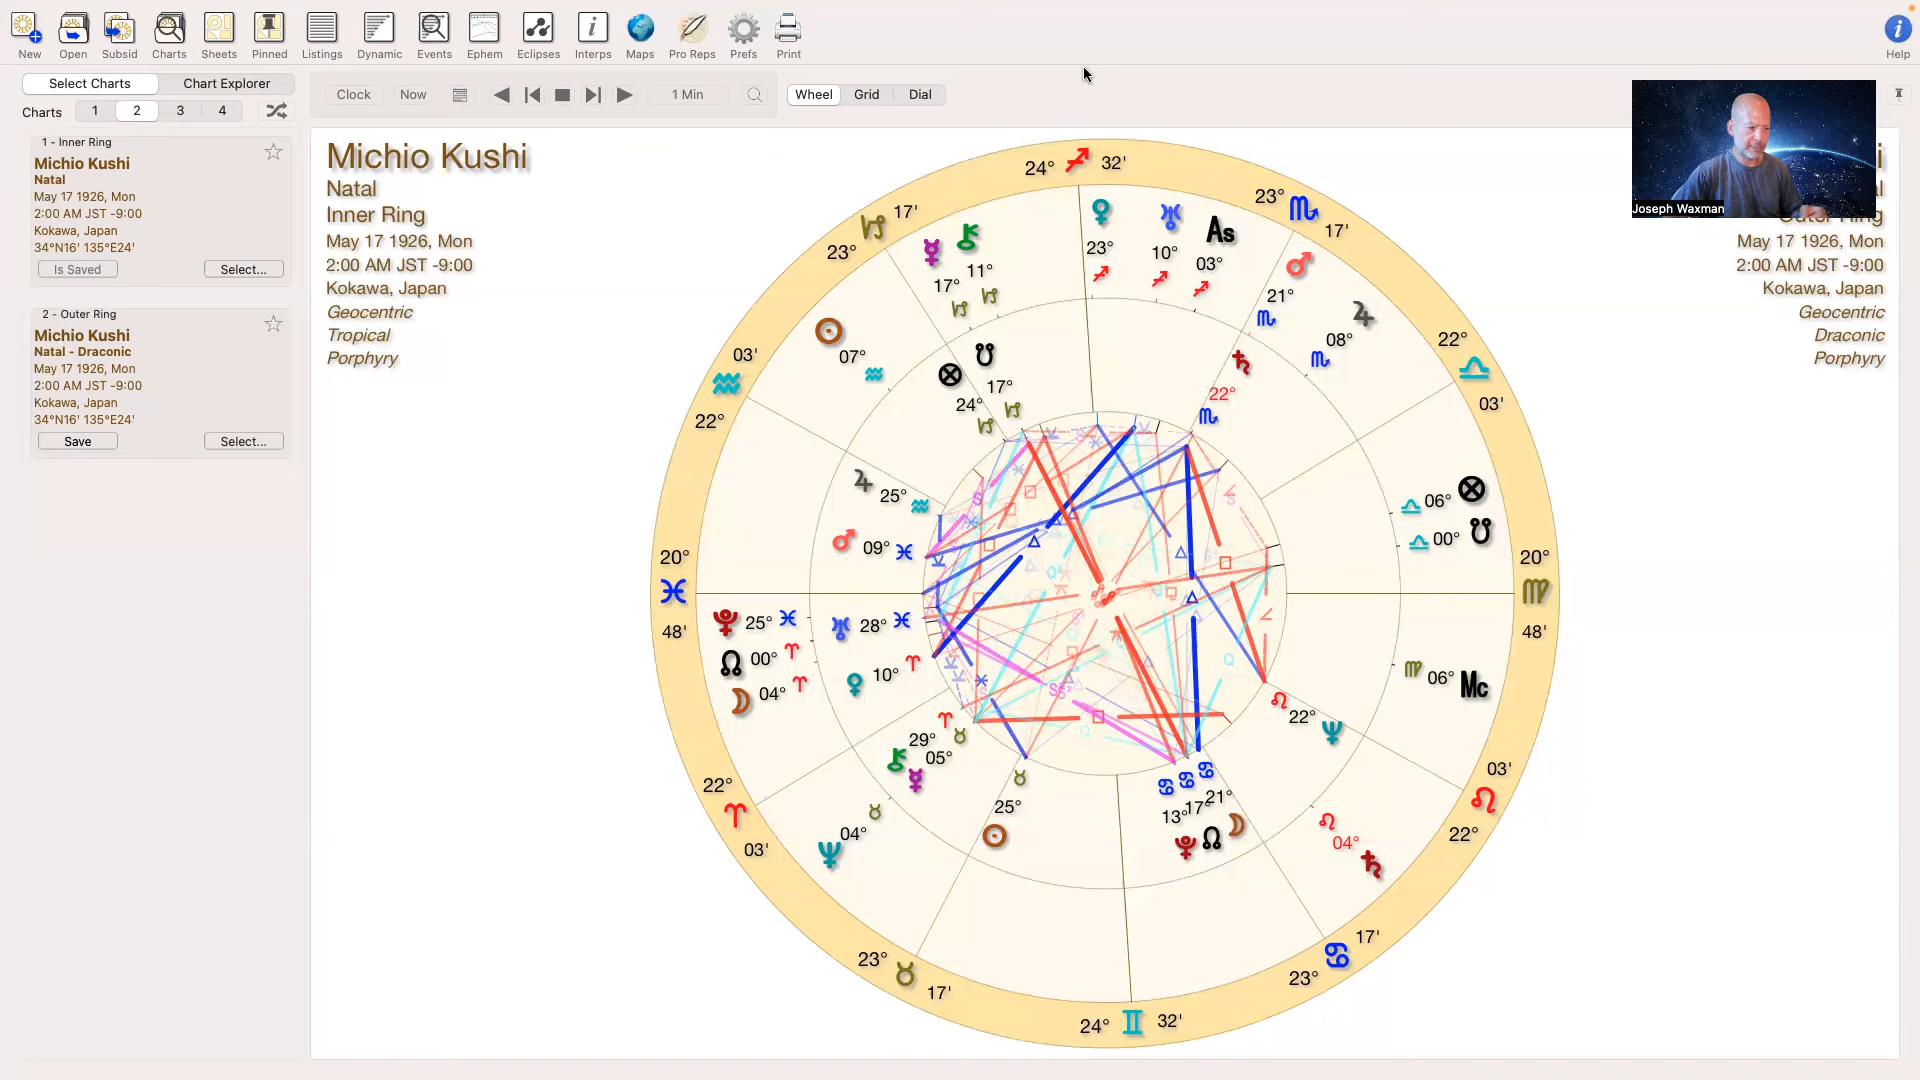 New
Open
Subsid
Charts
Sheets
Pinned
Listings
Dynamic
Events
Ephem
Eclipses
Interps
Maps
Pro Reps
Prefs
Print
Help
Select Charts
Chart Explorer
Charts
1
2
3
4
Clock
Now
1 Min
Wheel
Grid
Dial
1 - Inner Ring
Michio Kushi
Natal
May 17 1926, Mon
2:00 AM JST -9:00
Kokawa, Japan
34°N16' 135°E24'
Is Saved
Select...
2 - Outer Ring
Michio Kushi
Natal - Draconic
May 17 1926, Mon
2:00 AM JST -9:00
Kokawa, Japan
34°N16' 135°E24'
Save
Select...
Michio Kushi
Natal
Inner Ring
May 17 1926, Mon
2:00 AM JST -9:00
Kokawa, Japan
Geocentric
Tropical
Porphyry
Joseph Waxman
May 17 1926, Mon
2:00 AM JST -9:00
Kokawa, Japan
Geocentric
Draconic
Porphyry
24° ♐ 32'
23° ♏ 17'
22° ♎ 03'
20° ♍ 48'
03' ♌ 22°
17' ♋ 23°
24° ♊ 32'
23° ♉ 17'
22° ♈ 03'
20° ♓ 48'
22° ♒ 03'
23° ♑ 17'
♀ 23° ♐
♅ 10° ♐
As 03° ♐
♂ 21° ♏
♃ 08° ♏
♄ 22° ♏
⚷ 11° ♑
☿ 17° ♑
☉ 07° ♒
☋ 17° ♑
⊗ 24° ♑
♃ 25° ♒
♂ 09° ♓
♇ 25° ♓
♅ 28° ♓
☊ 00° ♈
☽ 04° ♈
♀ 10° ♈
⚷ 29° ♈
☿ 05° ♉
♆ 04° ♉
☉ 25° ♉
♇ 13° ♋
☊ 17° ♋
☽ 21° ♋
♆ 22° ♌
♄ 04° ♌
♍ 06° Mc
♎ 00° ☋
♎ 06° ⊗